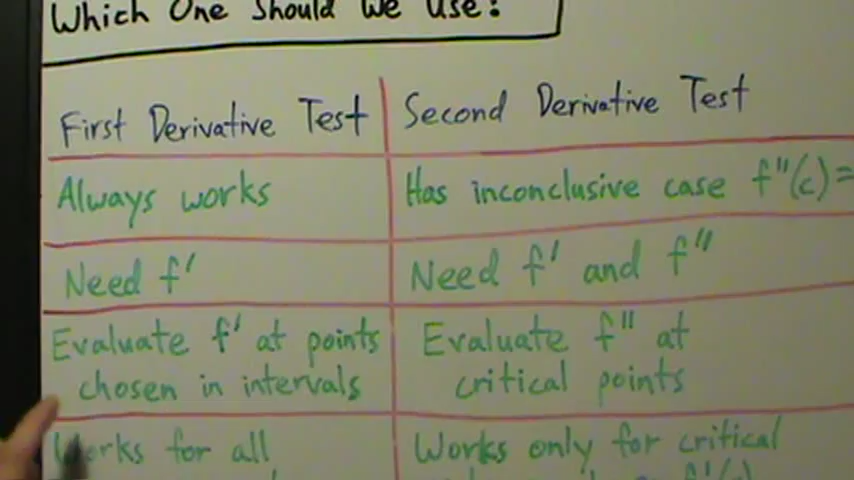 Which One Should We Use?
First Derivative Test
Second Derivative Test
Always works
Has inconclusive case f"(c)=
Need f'
Need f' and f"
Evaluate f' at points
chosen in intervals
Evaluate f" at
critical points
Works for all
Works only for critical